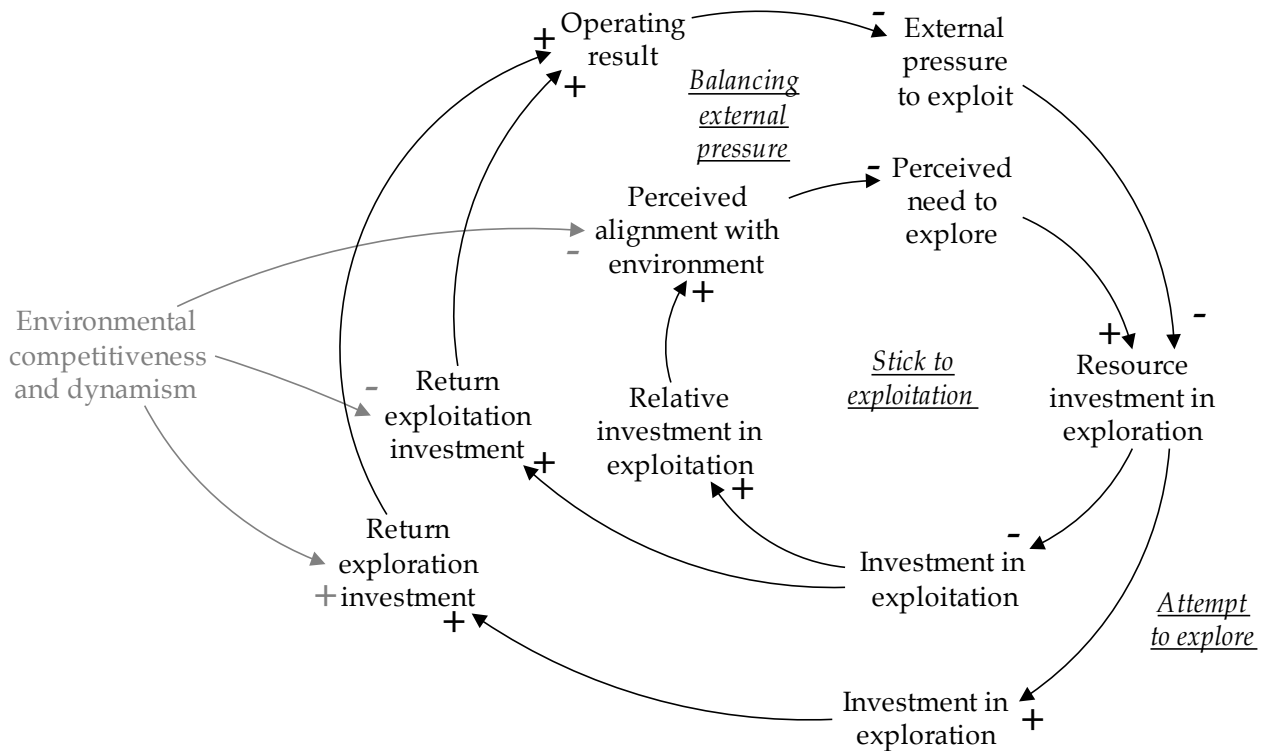 Operating
result
+
+
-
External
pressure
to exploit
Balancing
external
pressure
-
Perceived
need to
explore
Perceived
alignment with
environment
-
+
Environmental
competitiveness
and dynamism
-
+
-
Resource
investment in
exploration
Stick to
exploitation
Return
exploitation
investment
+
Relative
investment in
exploitation
+
Return
exploration
investment
+
+
-
Investment in
exploitation
Attempt
to explore
Investment in
exploration
+